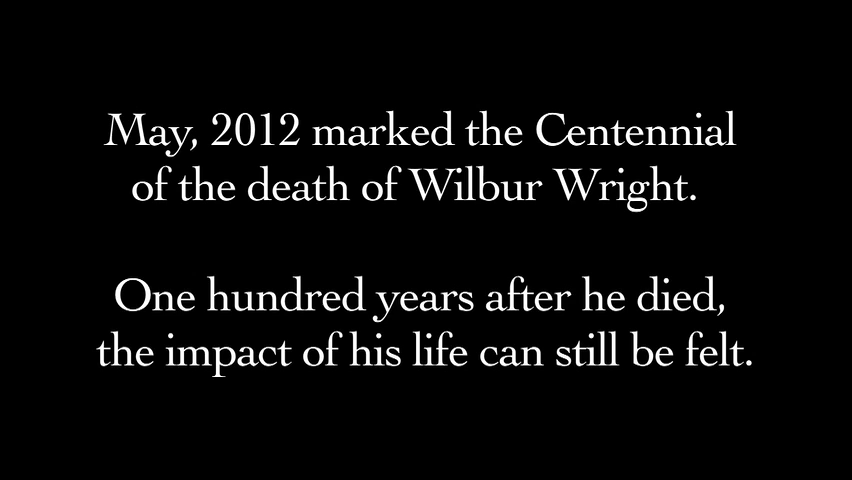 May, 2012 marked the Centennial
of the death of Wilbur Wright.
One hundred years after he died,
the impact of his life can still be felt.